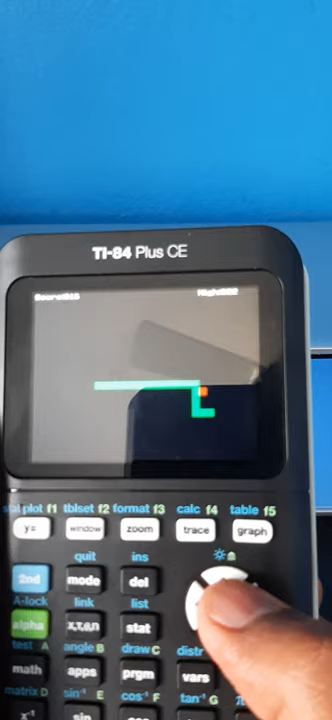 TI-84 Plus CE
stat plot f1 tblset f2 format f3 calc f4 table f5
y= window zoom trace graph
quit ins
2nd mode del
A-lock link list
alpha x,t,θ,n stat
test A angle B draw C distr
math apps prgm vars
matrix D sin⁻¹ E cos⁻¹ F tan⁻¹ G
sin